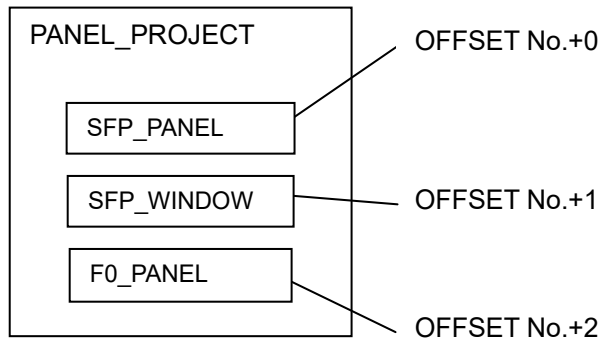 PANEL_PROJECT
OFFSET No.+0
SFP_PANEL
SFP_WINDOW
OFFSET No.+1
F0_PANEL
OFFSET No.+2